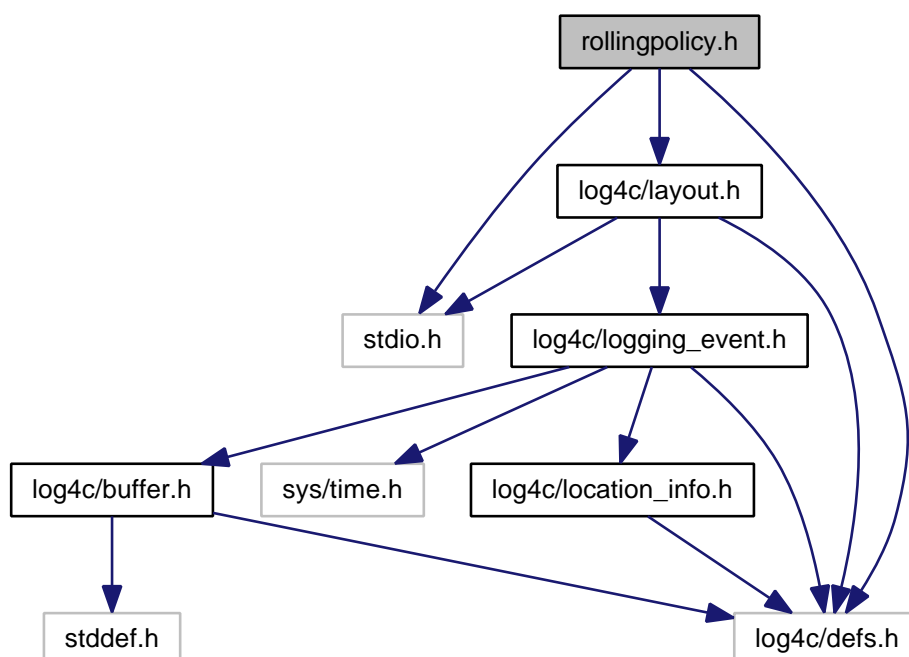 rollingpolicy.h
log4c/layout.h
stdio.h
log4c/logging_event.h
log4c/buffer.h
sys/time.h
log4c/location_info.h
stddef.h
log4c/defs.h